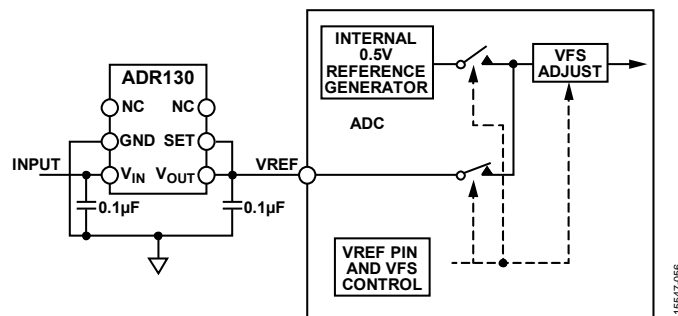 INTERNAL
0.5V
REFERENCE
GENERATOR
VFS
ADJUST
ADR130
NC
NC
ADC
GND
SET
INPUT
VIN
VOUT
VREF
0.1µF
0.1µF
VREF PIN
AND VFS
CONTROL
15547-056